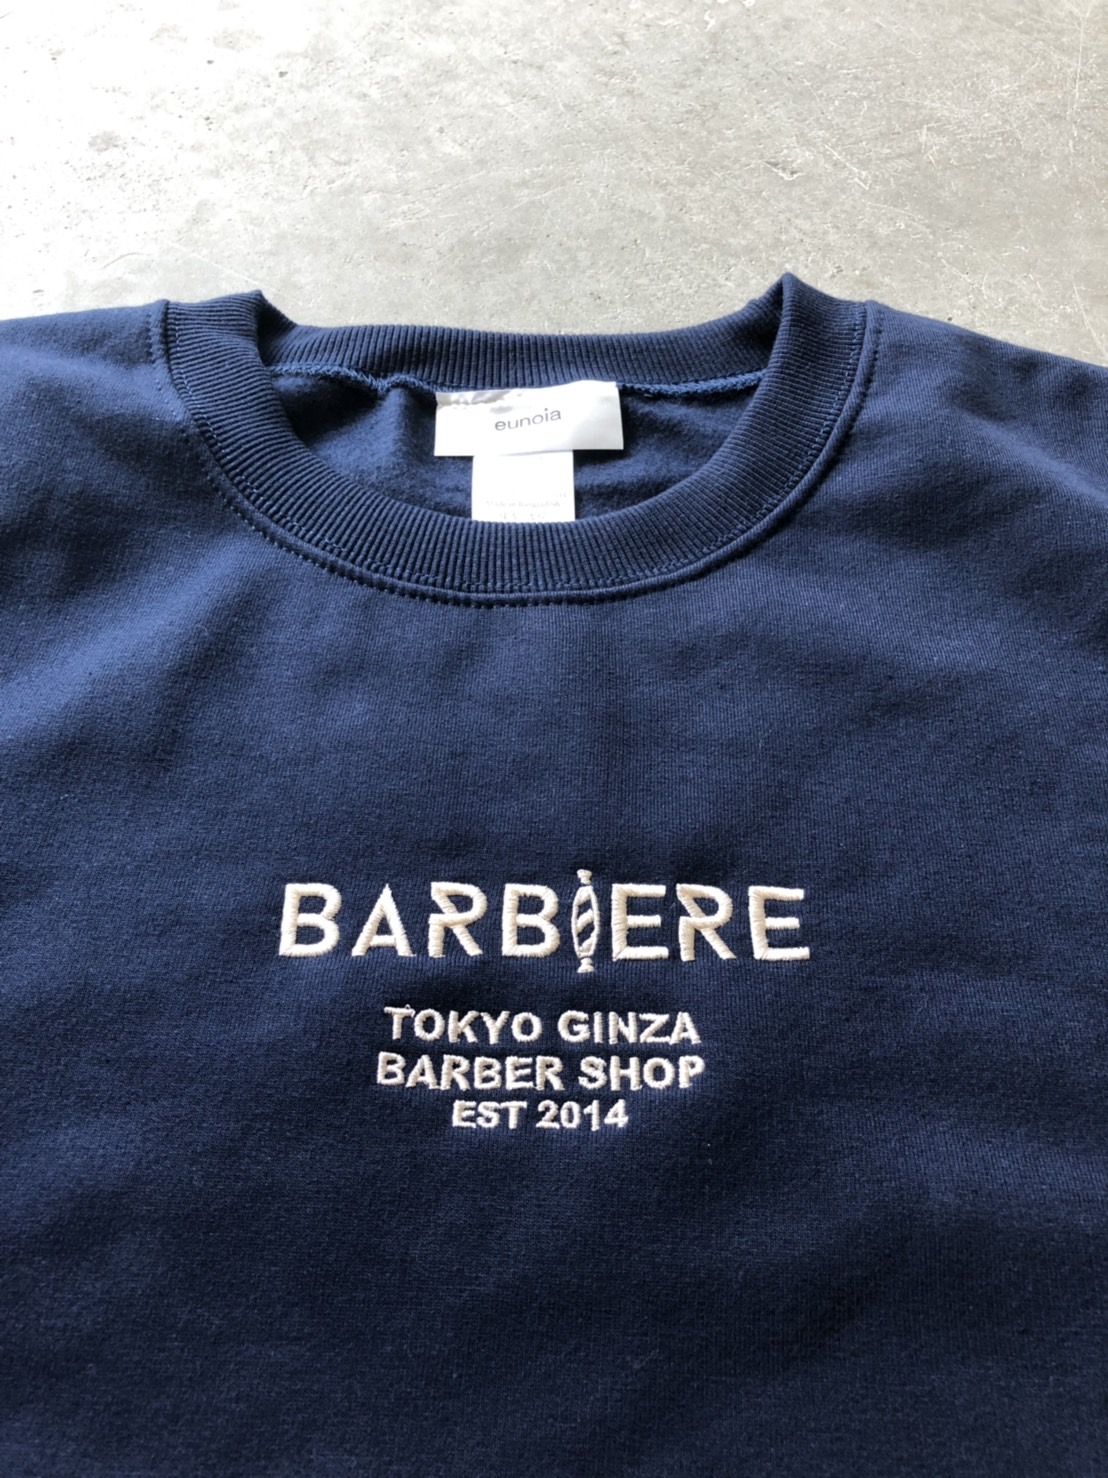 eunoia
BARBIERE
TOKYO GINZA
BARBER SHOP
EST 2014